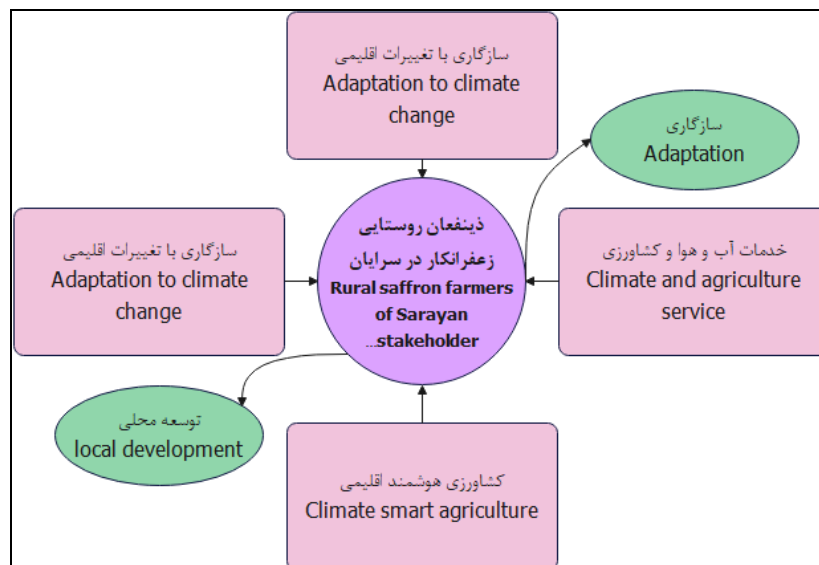 سازگاری با تغییرات اقلیمی
Adaptation to climate
change
سازگاری
Adaptation
سازگاری با تغییرات اقلیمی
Adaptation to climate
change
ذینفعان روستایی
زعفرانکار در سرایان
Rural saffron farmers
of Sarayan
...stakeholder
خدمات آب و هوا و کشاورزی
Climate and agriculture
service
توسعه محلی
local development
کشاورزی هوشمند اقلیمی
Climate smart agriculture